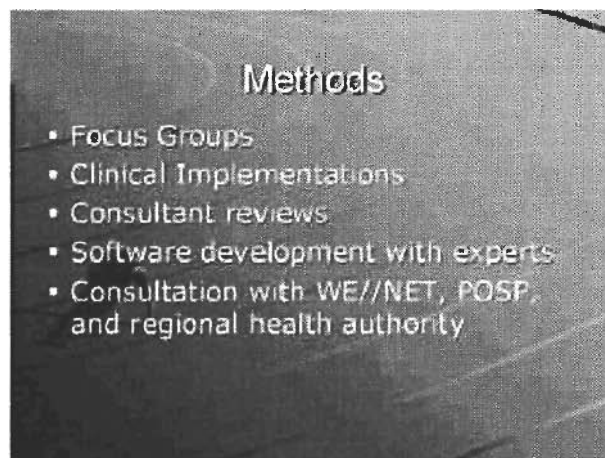 Methods
• Focus Groups
• Clinical Implementations
• Consultant reviews
• Software development with experts
• Consultation with WE//NET, POSP,
and regional health authority